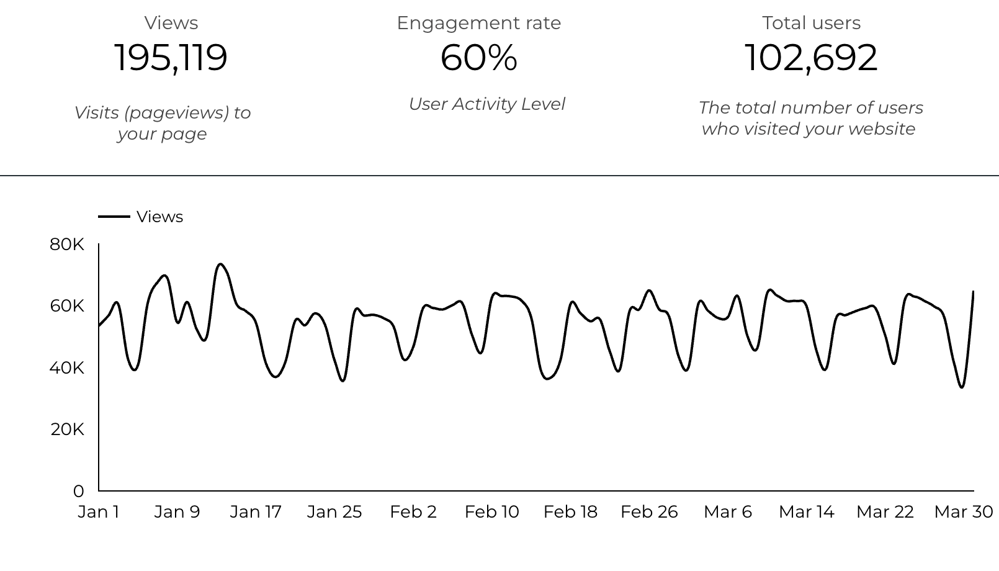 Views
195,119
Visits (pageviews) to
your page
Engagement rate
60%
User Activity Level
Total users
102,692
The total number of users
who visited your website
Views
80K
60K
40K
20K
0
Jan 1
Jan 9
Jan 17
Jan 25
Feb 2
Feb 10
Feb 18
Feb 26
Mar 6
Mar 14
Mar 22
Mar 30